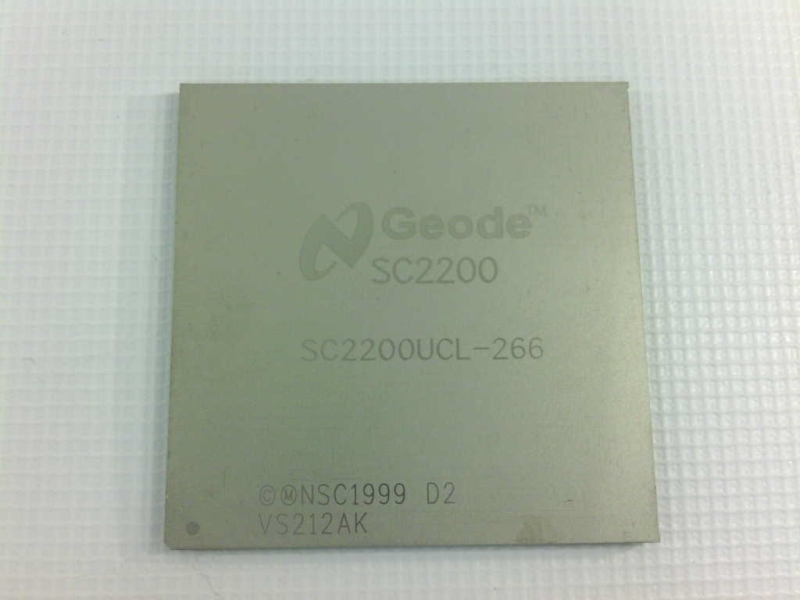 Geode™
SC2200
SC2200UCL-266
©ⓂNSC1999 D2
VS212AK